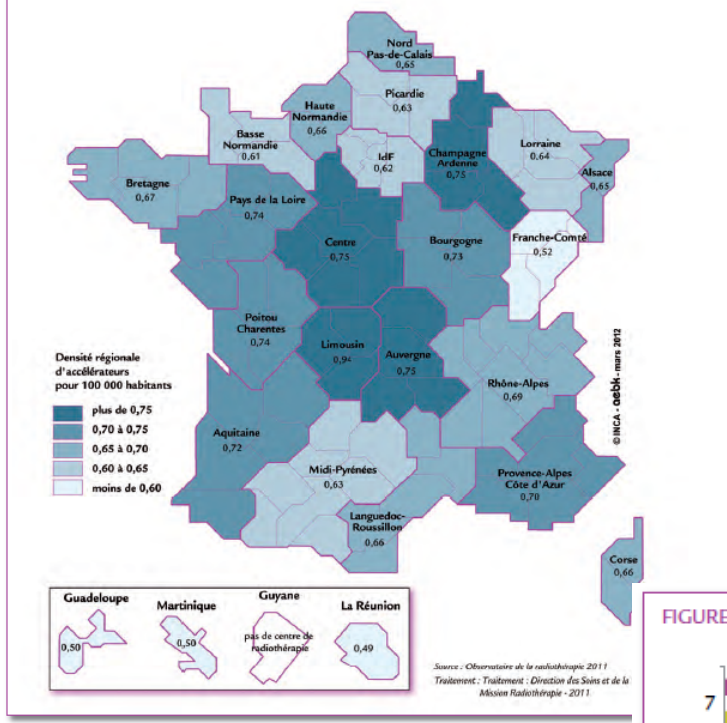 Nord
Pas-de-Calais
0,65
Picardie
0,63
Haute
Normandie
0,66
Basse
Normandie
0,61
IdF
0,62
Champagne
Ardenne
0,75
Lorraine
0,64
Alsace
0,65
Bretagne
0,67
Pays de la Loire
0,74
Centre
0,75
Bourgogne
0,73
Franche-Comté
0,52
Poitou
Charentes
0,74
Limousin
0,94
Auvergne
0,75
Rhône-Alpes
0,69
Aquitaine
0,72
Midi-Pyrénées
0,63
Languedoc-
Roussillon
0,66
Provence-Alpes
Côte d'Azur
0,70
Corse
0,66
Densité régionale
d'accélérateurs
pour 100 000 habitants
plus de 0,75
0,70 à 0,75
0,65 à 0,70
0,60 à 0,65
moins de 0,60
© INCA - aebk - mars 2012
Guadeloupe
0,50
Martinique
0,50
Guyane
pas de centre de
radiothérapie
La Réunion
0,49
Source : Observatoire de la radiothérapie 2011
Traitement : Traitement : Direction des Soins et de la
Mission Radiothérapie - 2011
FIGURE
7